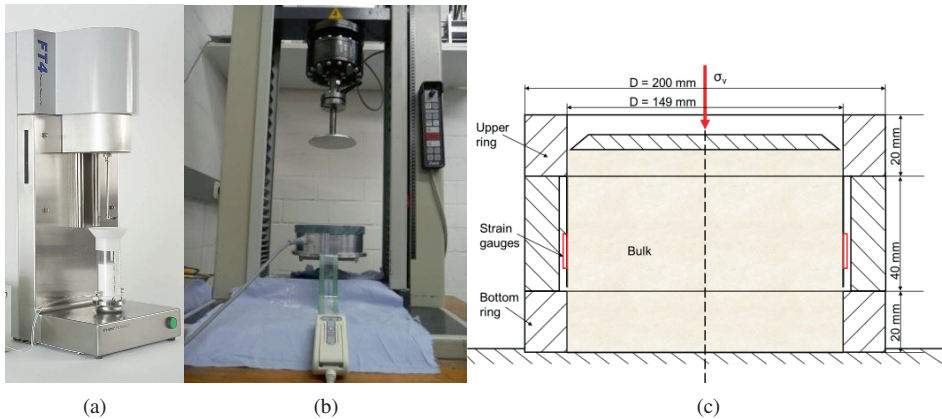 FT4
σv
D = 200 mm
D = 149 mm
Upper
ring
20 mm
Strain
gauges
Bulk
40 mm
Bottom
ring
20 mm
(a)
(b)
(c)